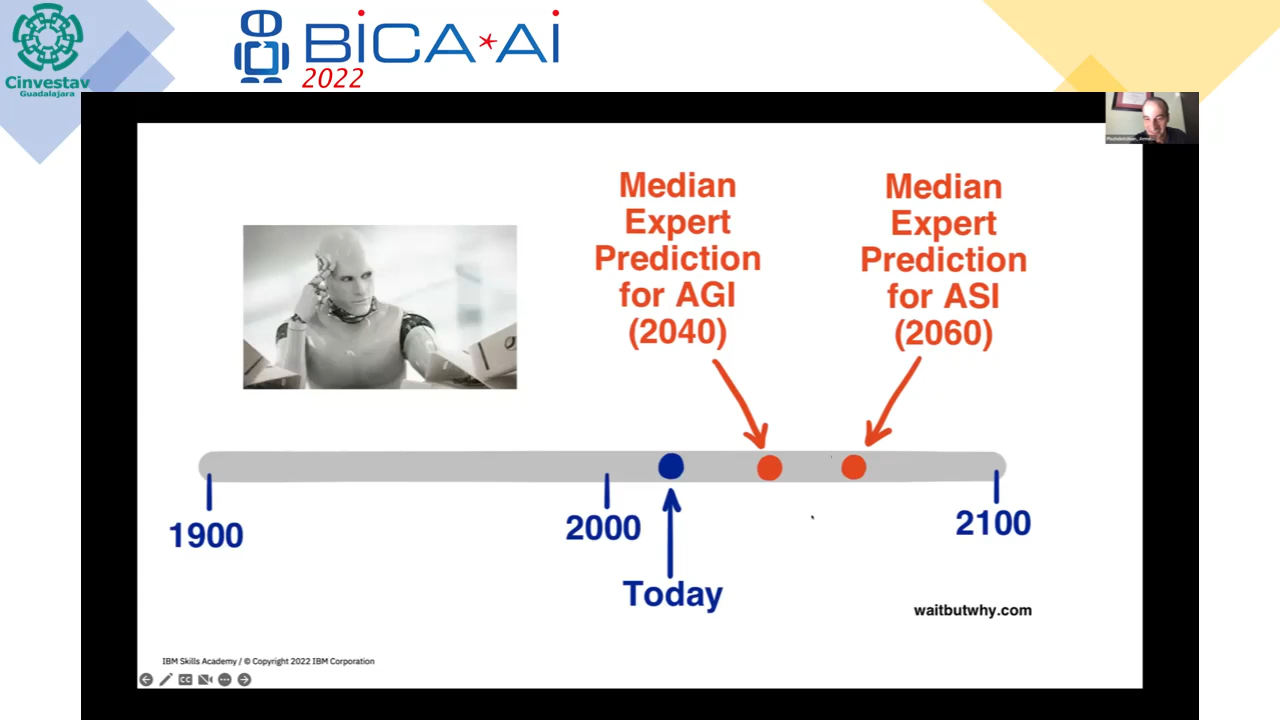 Cinvestav
Guadalajara
BiCA*Ai
2022
Median
Expert
Prediction
for AGI
(2040)
Median
Expert
Prediction
for ASI
(2060)
1900
2000
2100
Today
waitbutwhy.com
IBM Skills Academy / © Copyright 2022 IBM Corporation
CC